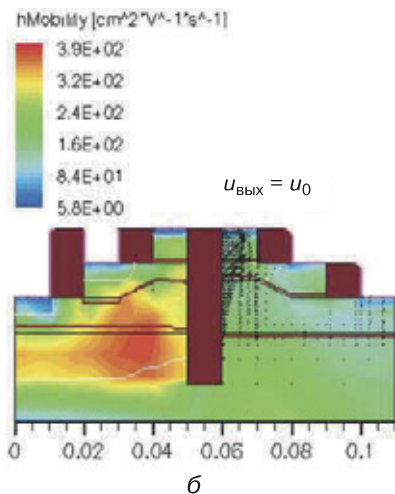 hMobility [cm^2*V^-1*s^-1]
3.9E+02
3.2E+02
2.4E+02
1.6E+02
8.4E+01
5.8E+00
uвых = u0
0 0.02 0.04 0.06 0.08 0.1
б